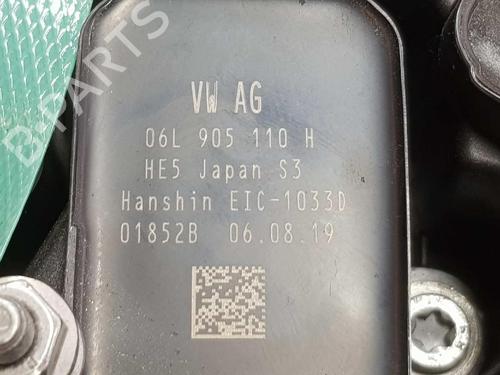 VW AG
06L 905 110 H
HE5 Japan S3
Hanshin EIC-1033D
01852B 06.08.19
B-PARTS